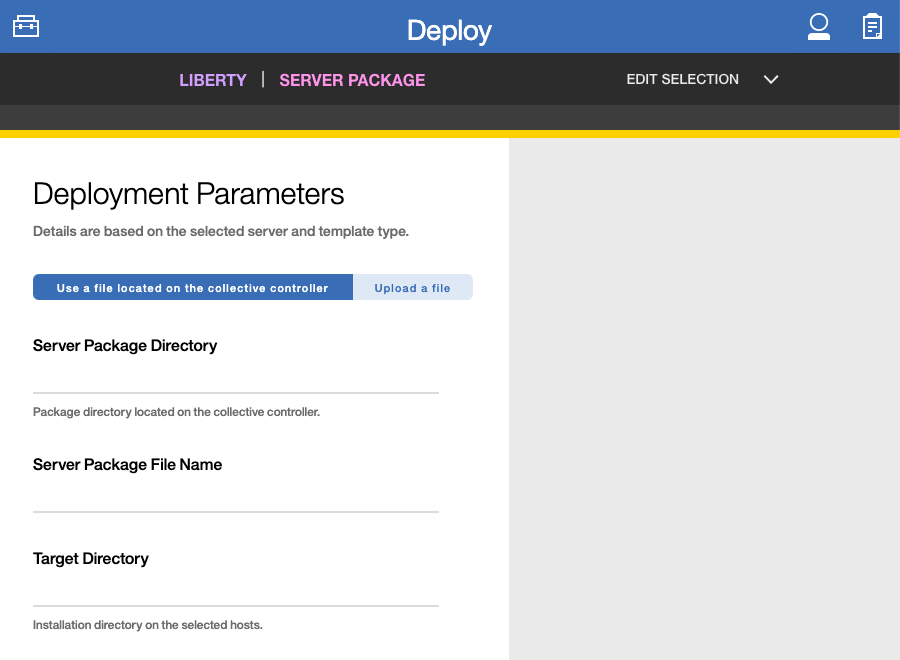 Deploy
LIBERTY | SERVER PACKAGE
EDIT SELECTION
Deployment Parameters
Details are based on the selected server and template type.
Use a file located on the collective controller
Upload a file
Server Package Directory
Package directory located on the collective controller.
Server Package File Name
Target Directory
Installation directory on the selected hosts.